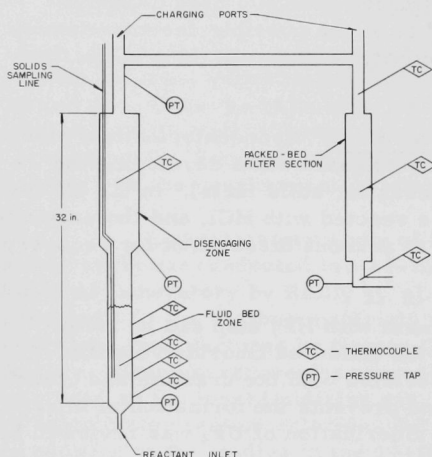 CHARGING PORTS
SOLIDS
SAMPLING
LINE
TC
PT
PACKED-BED
FILTER SECTION
TC
TC
32 in.
DISENGAGING
ZONE
TC
PT
PT
TC
FLUID BED
ZONE
TC
TC
TC
TC
TC - THERMOCOUPLE
PT
PT - PRESSURE TAP
REACTANT INLET